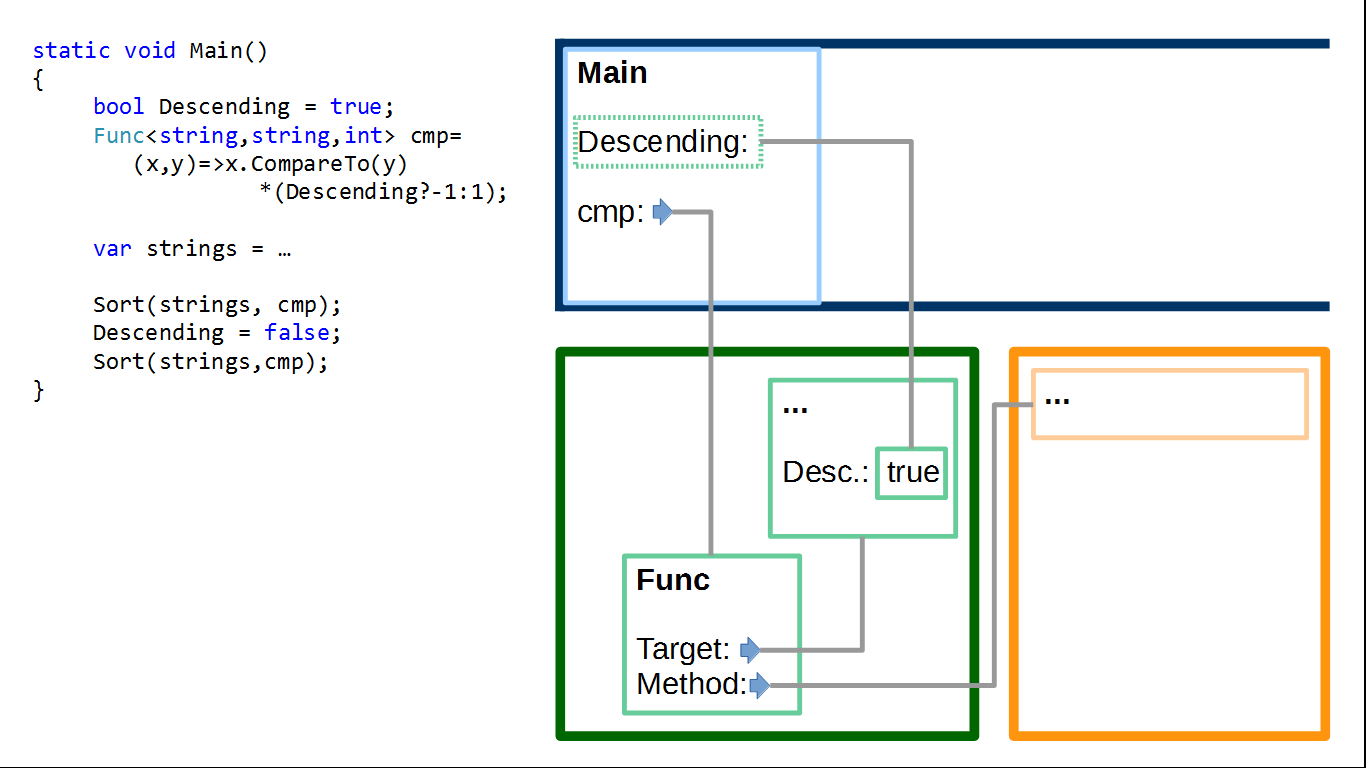 static void Main()
{
bool Descending = true;
Func<string,string,int> cmp=
(x,y)=>x.CompareTo(y)
*(Descending?-1:1);
var strings = …
Sort(strings, cmp);
Descending = false;
Sort(strings,cmp);
}
Main
Descending:
cmp:
...
Desc.: true
Func
Target:
Method:
...